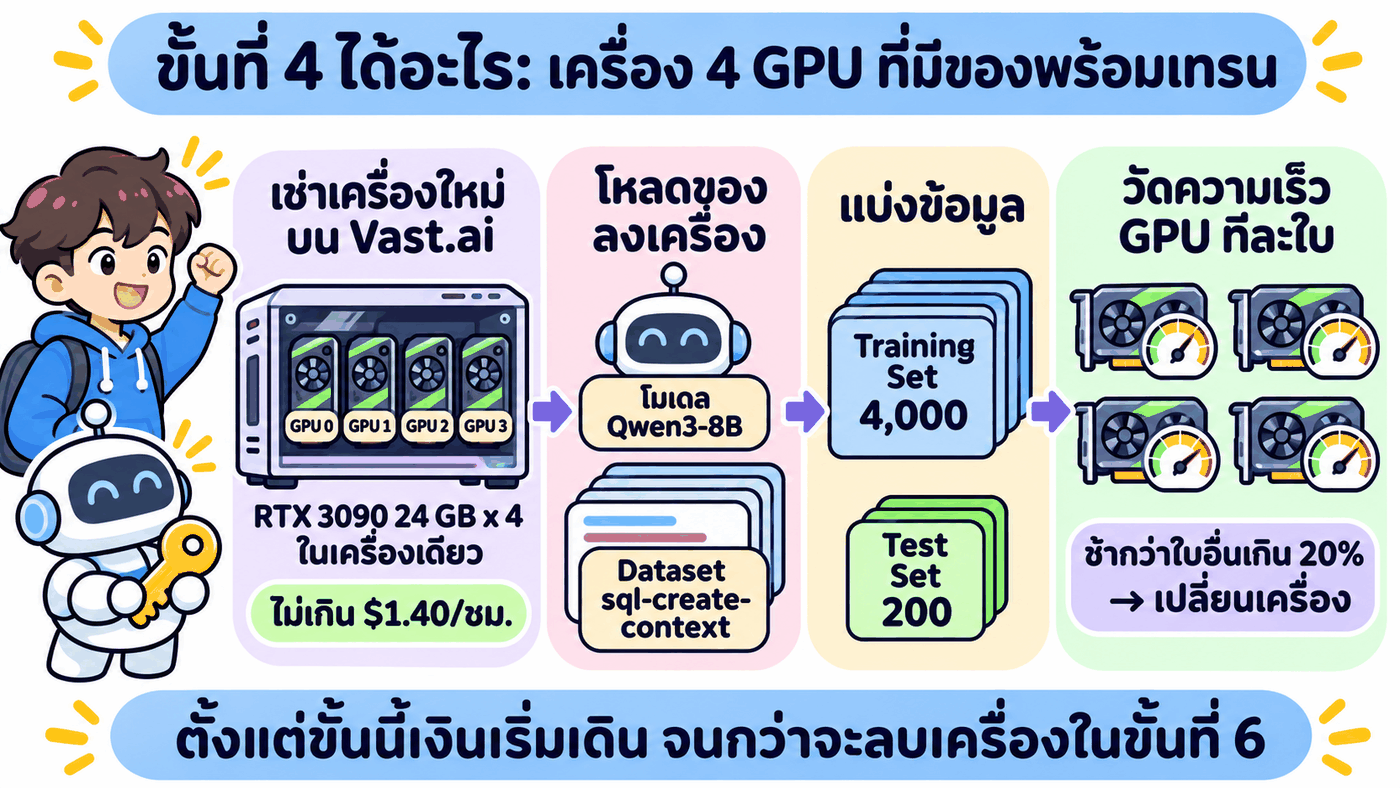 ขั้นที่ 4 ได้อะไร: เครื่อง 4 GPU ที่มีของพร้อมเทรน
เช่าเครื่องใหม่
บน Vast.ai
GPU 0
GPU 1
GPU 2
GPU 3
RTX 3090 24 GB x 4
ในเครื่องเดียว
ไม่เกิน $1.40/ชม.
โหลดของ
ลงเครื่อง
โมเดล
Qwen3-8B
Dataset
sql-create-
context
แบ่งข้อมูล
Training
Set
4,000
Test
Set
200
วัดความเร็ว
GPU ทีละใบ
ช้ากว่าใบอื่นเกิน 20%
→ เปลี่ยนเครื่อง
ตั้งแต่ขั้นนี้เงินเริ่มเดิน จนกว่าจะลบเครื่องในขั้นที่ 6